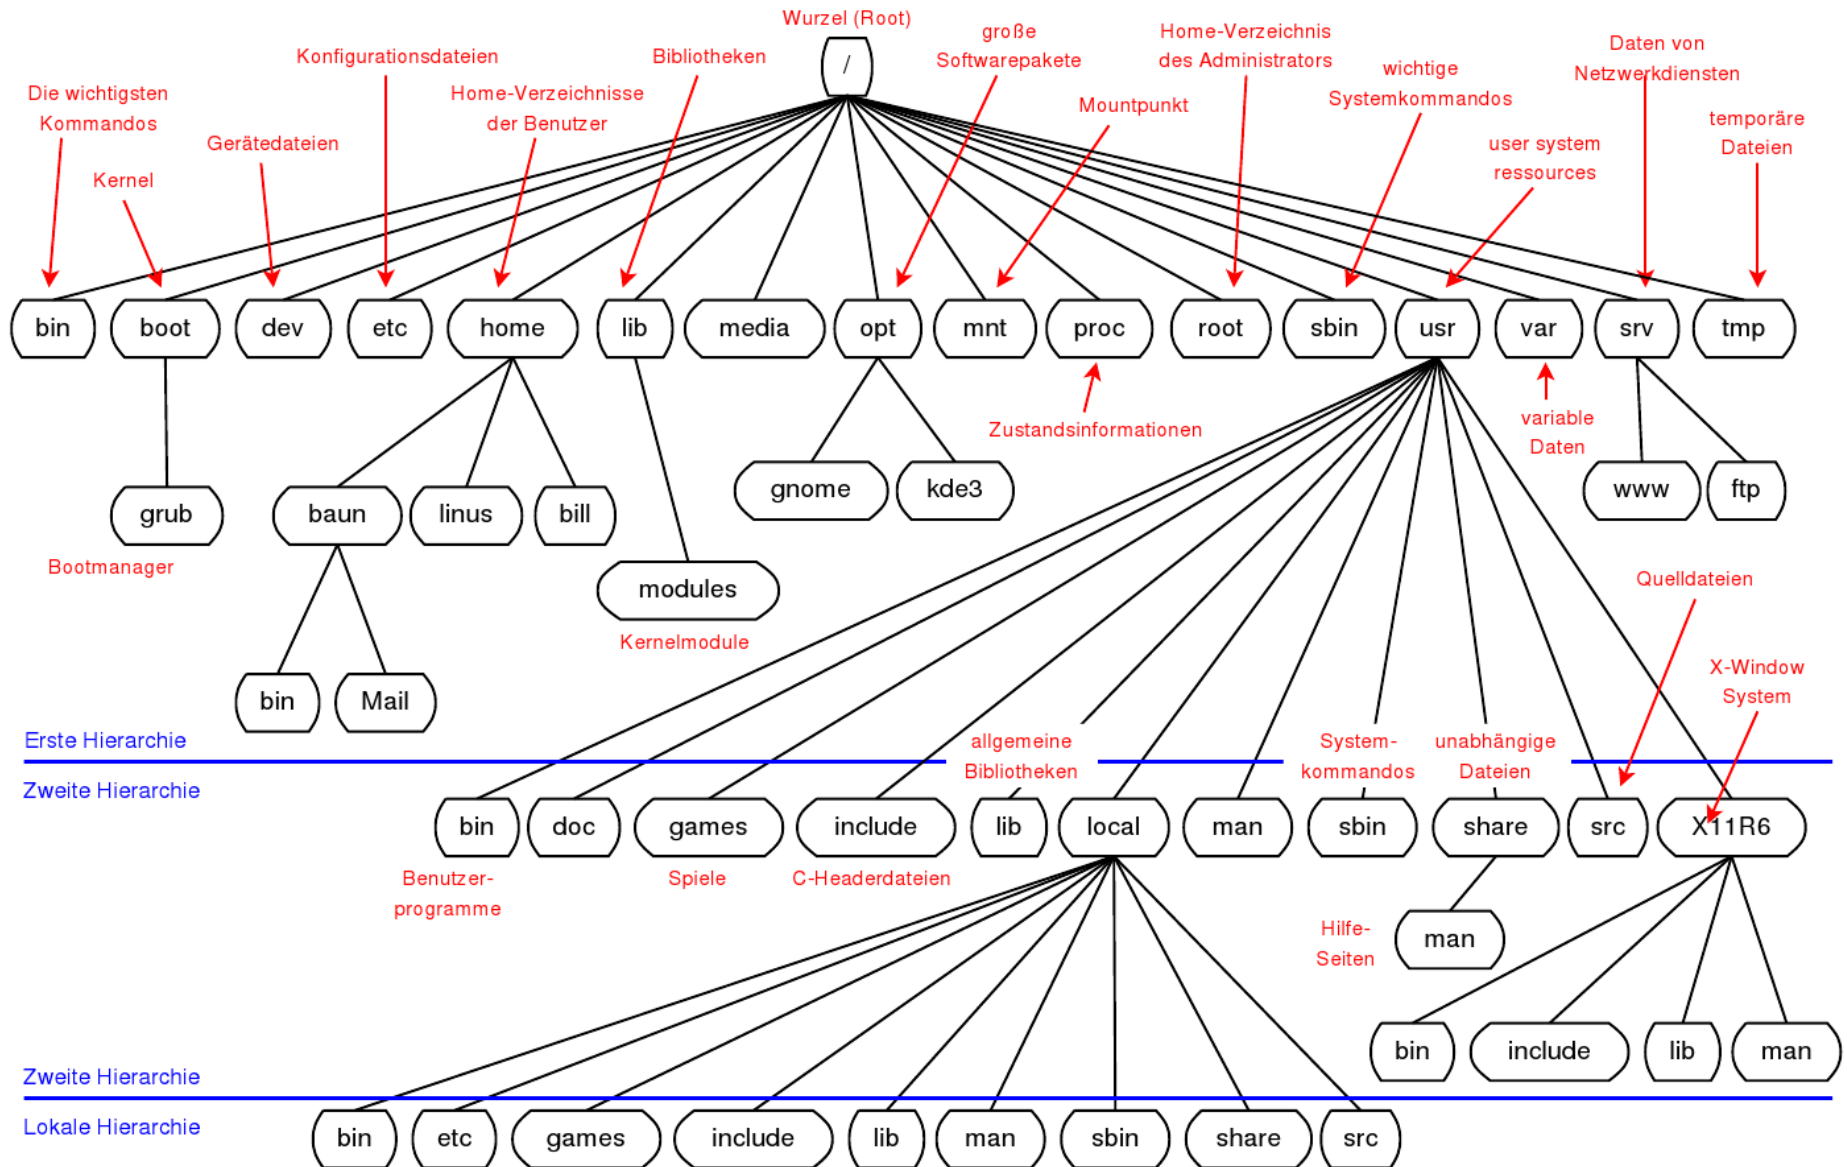 Wurzel (Root)
/
große
Softwarepakete
Home-Verzeichnis
des Administrators
Daten von
Netzwerkdiensten
Konfigurationsdateien
Bibliotheken
wichtige
Systemkommandos
Die wichtigsten
Kommandos
Home-Verzeichnisse
der Benutzer
Mountpunkt
temporäre
Dateien
Gerätedateien
user system
ressources
Kernel
bin
boot
dev
etc
home
lib
media
opt
mnt
proc
root
sbin
usr
var
srv
tmp
Zustandsinformationen
variable
Daten
grub
baun
linus
bill
gnome
kde3
www
ftp
Bootmanager
modules
Kernelmodule
Quelldateien
bin
Mail
X-Window
System
Erste Hierarchie
allgemeine
Bibliotheken
System-
kommandos
unabhängige
Dateien
Zweite Hierarchie
bin
doc
games
include
lib
local
man
sbin
share
src
X11R6
Benutzer-
programme
Spiele
C-Headerdateien
Hilfe-
Seiten
man
bin
include
lib
man
Zweite Hierarchie
Lokale Hierarchie
bin
etc
games
include
lib
man
sbin
share
src